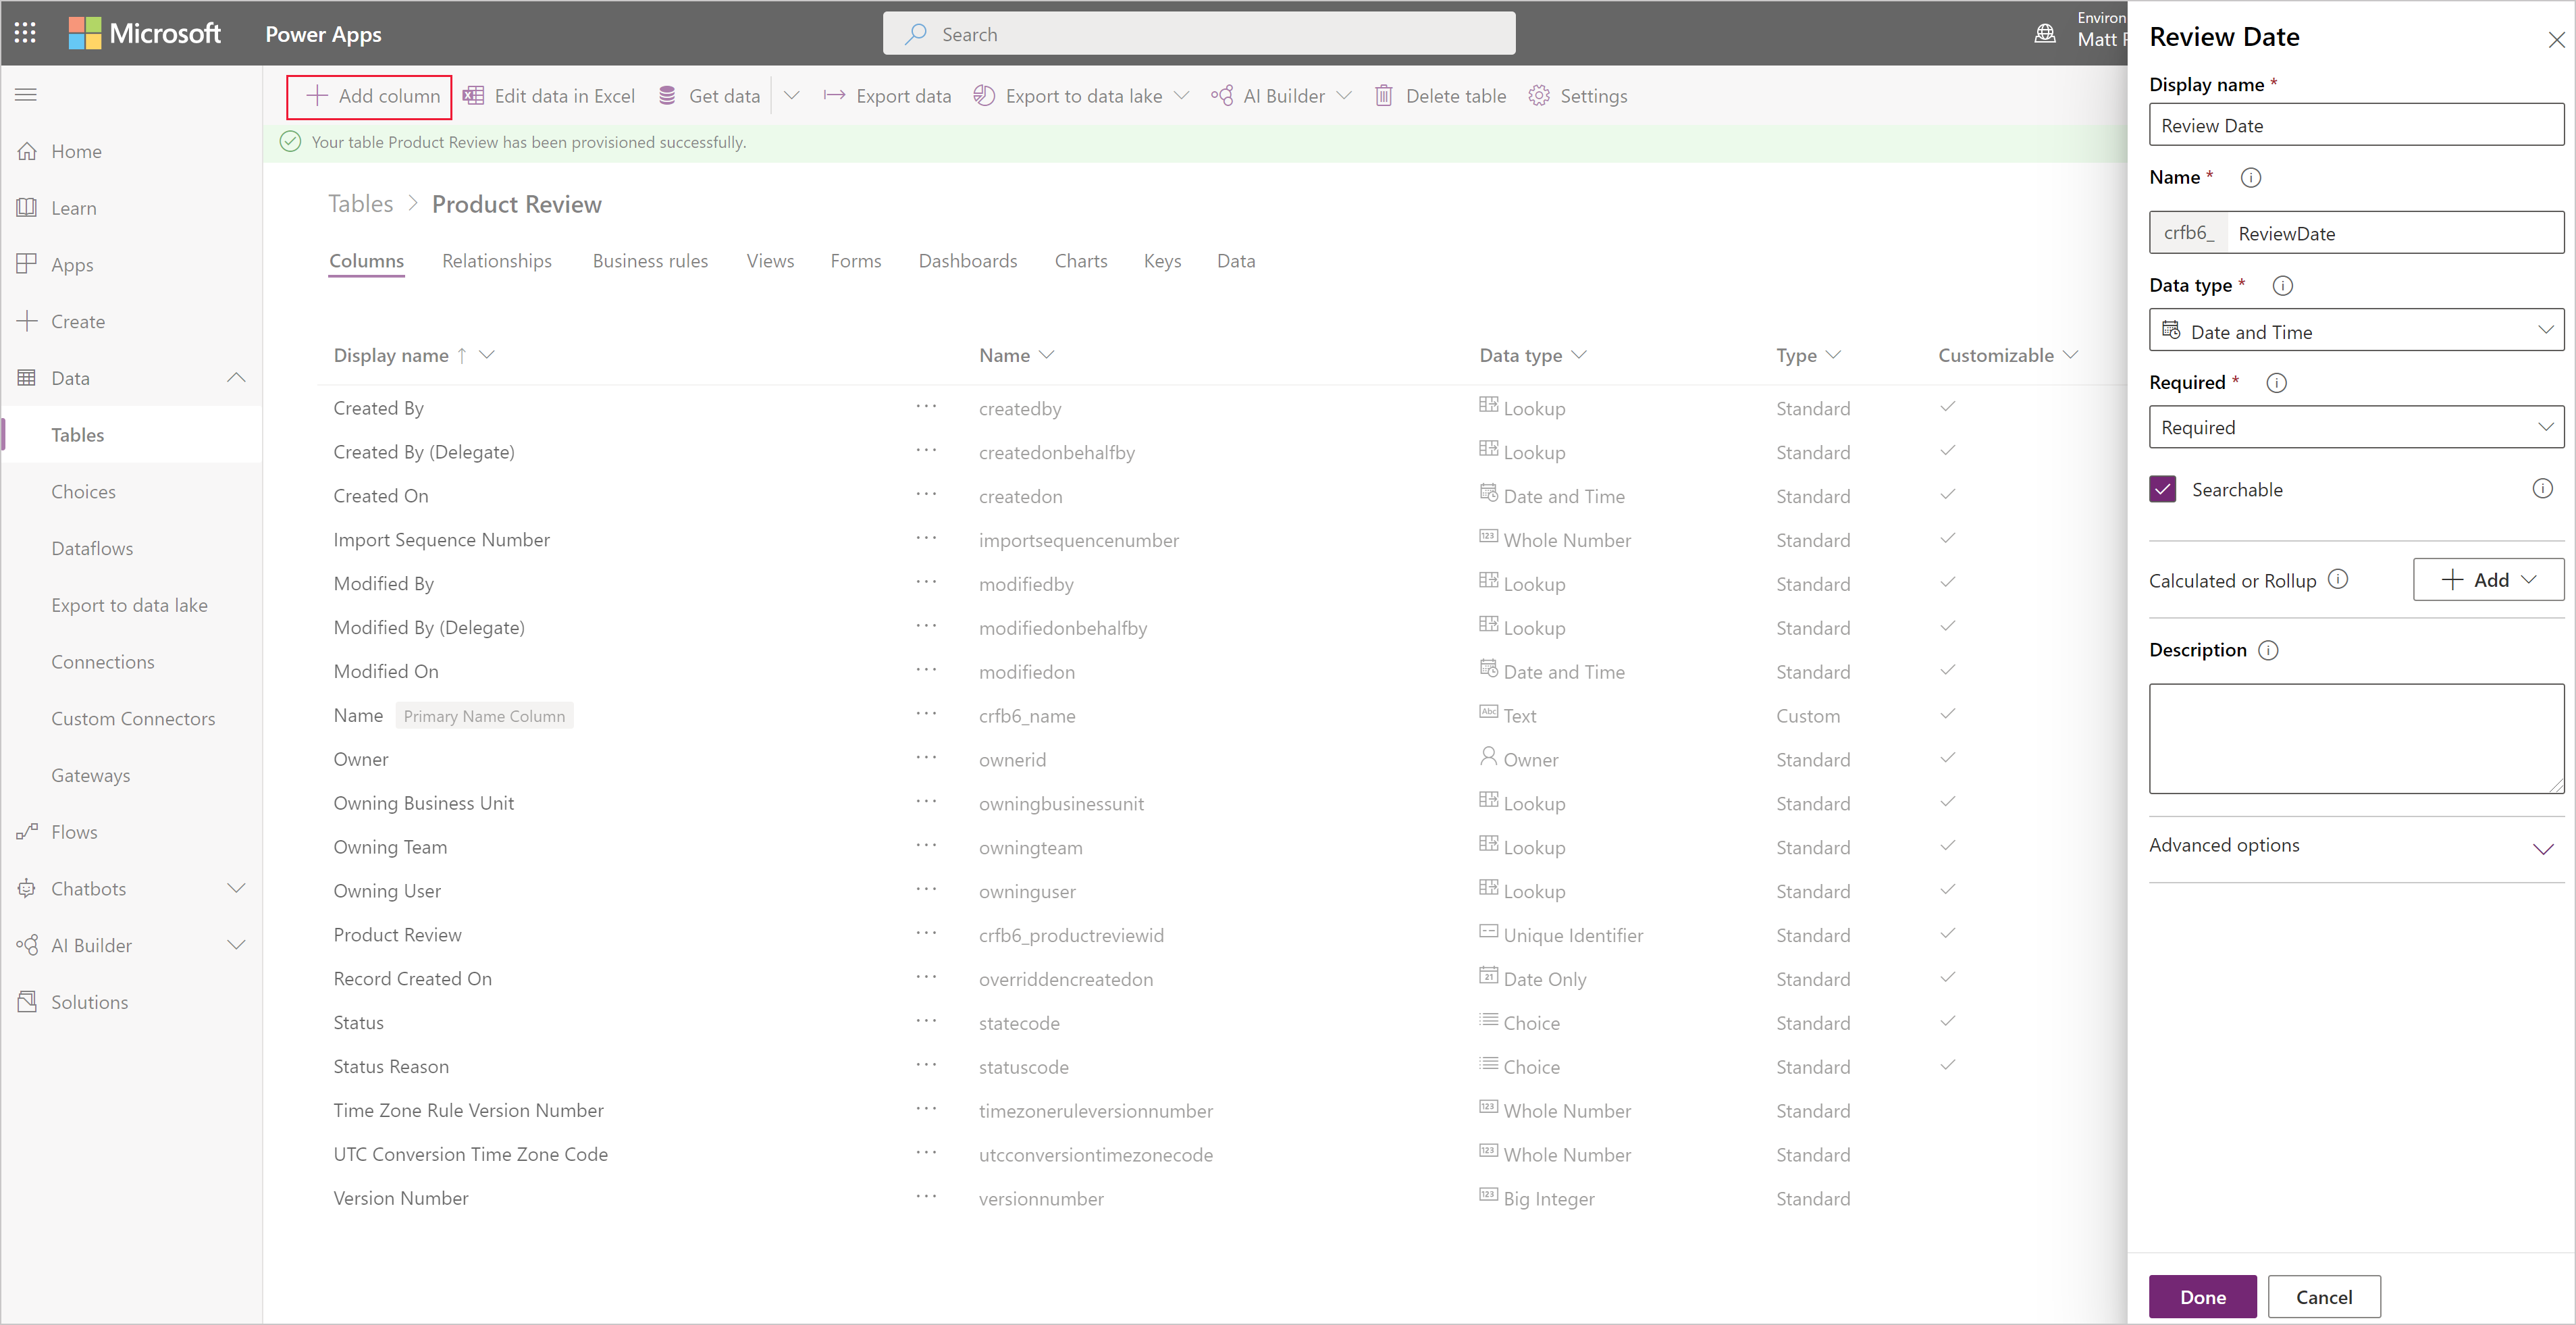 Microsoft Power Apps
Search
Environ
Matt
Add column Edit data in Excel Get data Export data Export to data lake AI Builder Delete table Settings
Your table Product Review has been provisioned successfully.
Home
Learn
Apps
Create
Data
Tables
Choices
Dataflows
Export to data lake
Connections
Custom Connectors
Gateways
Flows
Chatbots
AI Builder
Solutions
Tables > Product Review
Columns Relationships Business rules Views Forms Dashboards Charts Keys Data
Display name ↑ Name Data type Type Customizable
Created By ··· createdby Lookup Standard
Created By (Delegate) ··· createdonbehalfby Lookup Standard
Created On ··· createdon Date and Time Standard
Import Sequence Number ··· importsequencenumber 123 Whole Number Standard
Modified By ··· modifiedby Lookup Standard
Modified By (Delegate) ··· modifiedonbehalfby Lookup Standard
Modified On ··· modifiedon Date and Time Standard
Name Primary Name Column ··· crfb6_name Abc Text Custom
Owner ··· ownerid Owner Standard
Owning Business Unit ··· owningbusinessunit Lookup Standard
Owning Team ··· owningteam Lookup Standard
Owning User ··· owninguser Lookup Standard
Product Review ··· crfb6_productreviewid Unique Identifier Standard
Record Created On ··· overriddencreatedon 21 Date Only Standard
Status ··· statecode Choice Standard
Status Reason ··· statuscode Choice Standard
Time Zone Rule Version Number ··· timezoneruleversionnumber 123 Whole Number Standard
UTC Conversion Time Zone Code ··· utcconversiontimezonecode 123 Whole Number Standard
Version Number ··· versionnumber 123 Big Integer Standard
Review Date
Display name *
Review Date
Name *
crfb6_ ReviewDate
Data type *
Date and Time
Required *
Required
Searchable
Calculated or Rollup + Add
Description
Advanced options
Done Cancel